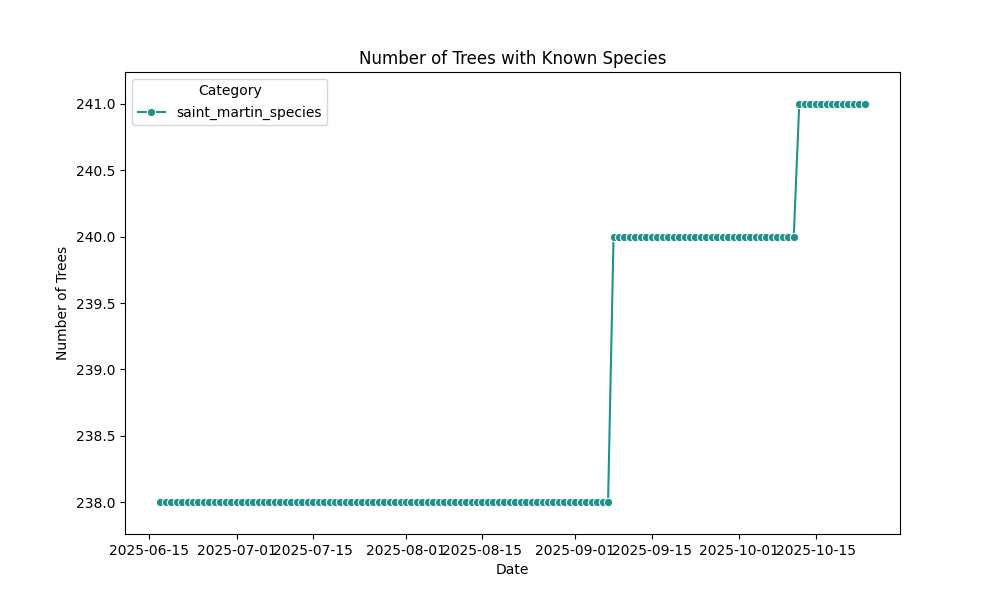 Number of Trees with Known Species
Category
saint_martin_species
241.0
240.5
240.0
239.5
239.0
238.5
238.0
Number of Trees
2025-06-15 2025-07-01 2025-07-15 2025-08-01 2025-08-15 2025-09-01 2025-09-15 2025-10-01 2025-10-15
Date